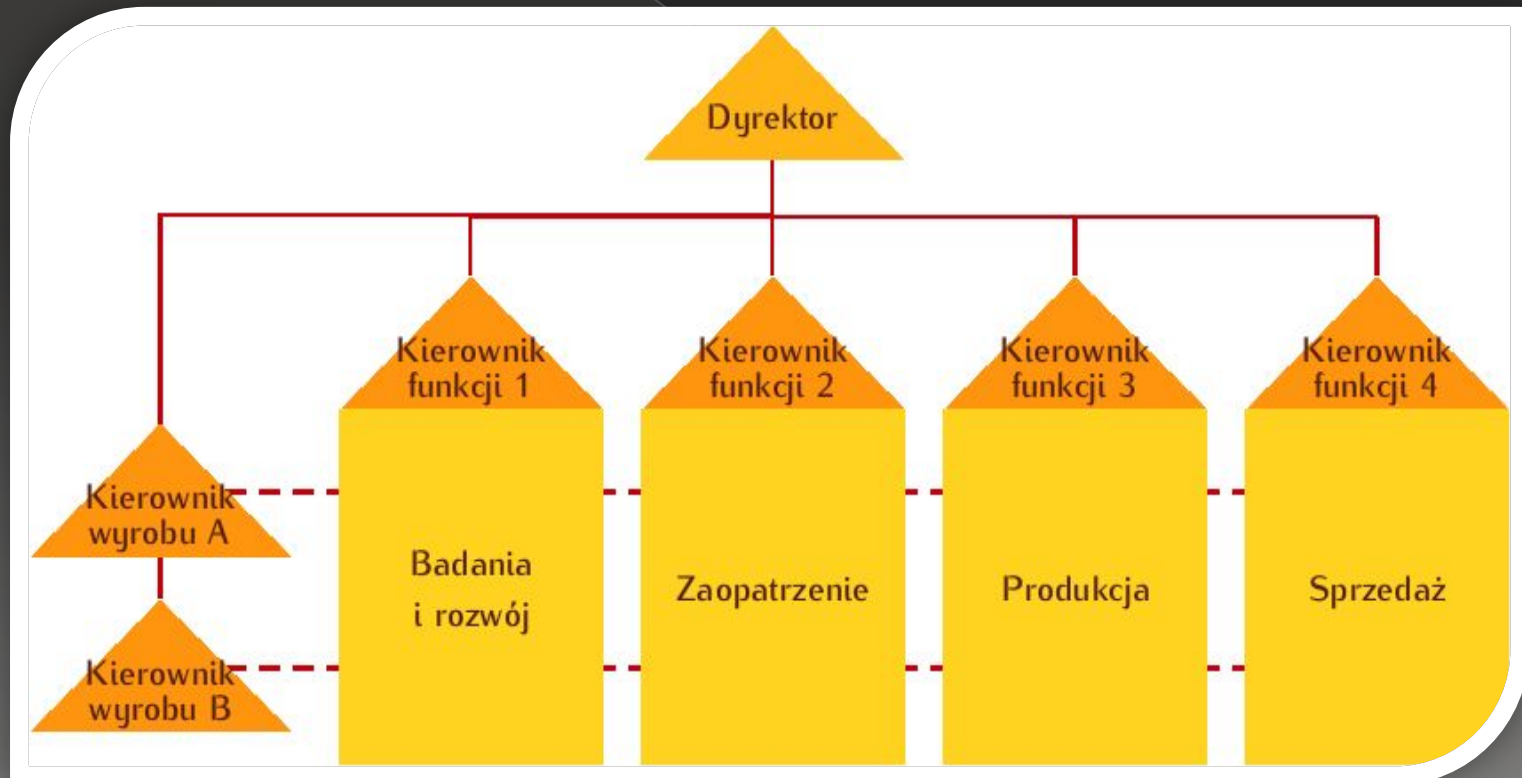 Dyrektor
Kierownik
funkcji 1
Kierownik
funkcji 2
Kierownik
funkcji 3
Kierownik
funkcji 4
Kierownik
wyrobu A
Kierownik
wyrobu B
Badania
i rozwój
Zaopatrzenie
Produkcja
Sprzedaż